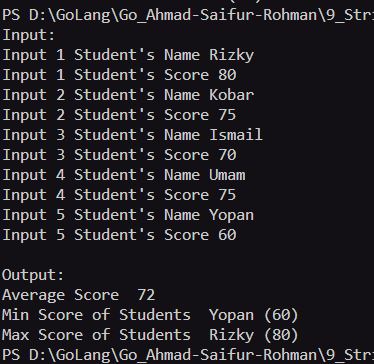 PS D:\GoLang\Go_Ahmad-Saifur-Rohman\9_Stri
Input:
Input 1 Student's Name Rizky
Input 1 Student's Score 80
Input 2 Student's Name Kobar
Input 2 Student's Score 75
Input 3 Student's Name Ismail
Input 3 Student's Score 70
Input 4 Student's Name Umam
Input 4 Student's Score 75
Input 5 Student's Name Yopan
Input 5 Student's Score 60
Output:
Average Score  72
Min Score of Students  Yopan (60)
Max Score of Students  Rizky (80)
PS D:\GoLang\Go_Ahmad-Saifur-Rohman\9_Stri